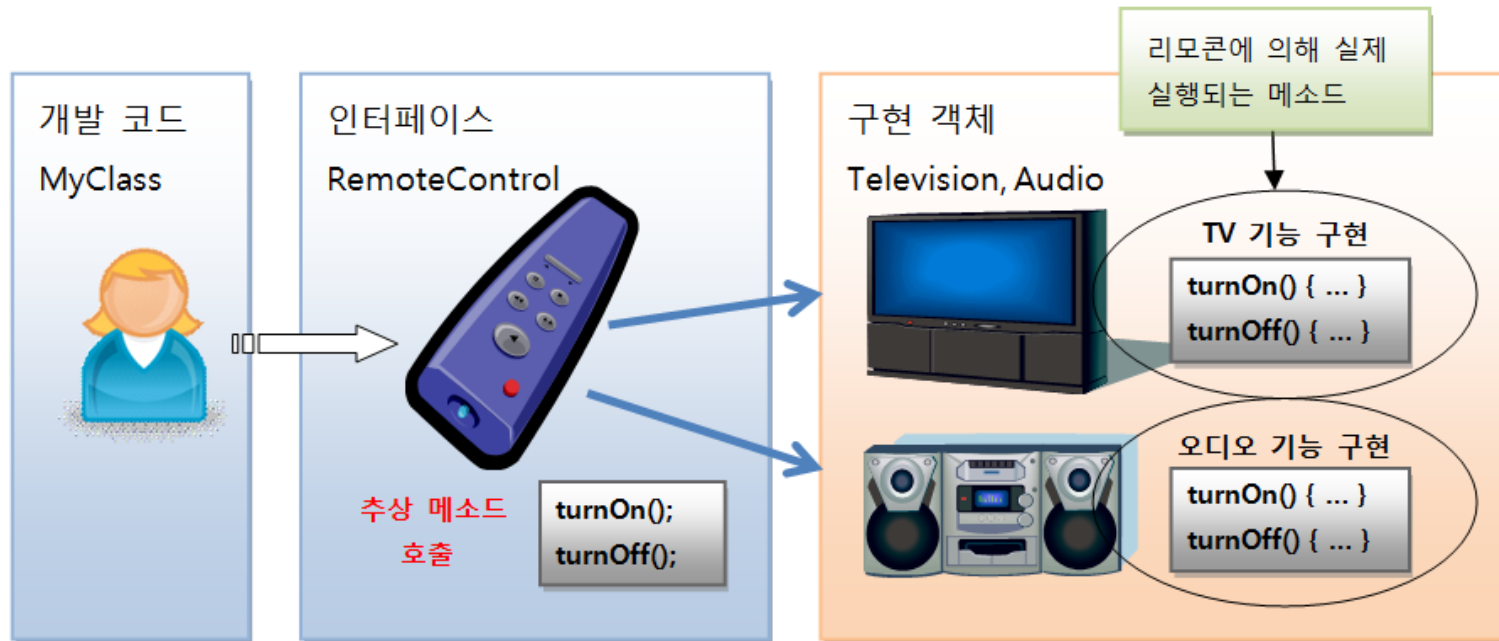 리모콘에 의해 실제
실행되는 메소드
개발 코드
MyClass
인터페이스
RemoteControl
추상 메소드
호출
turnOn();
turnOff();
구현 객체
Television, Audio
TV 기능 구현
turnOn() { ... }
turnOff() { ... }
오디오 기능 구현
turnOn() { ... }
turnOff() { ... }